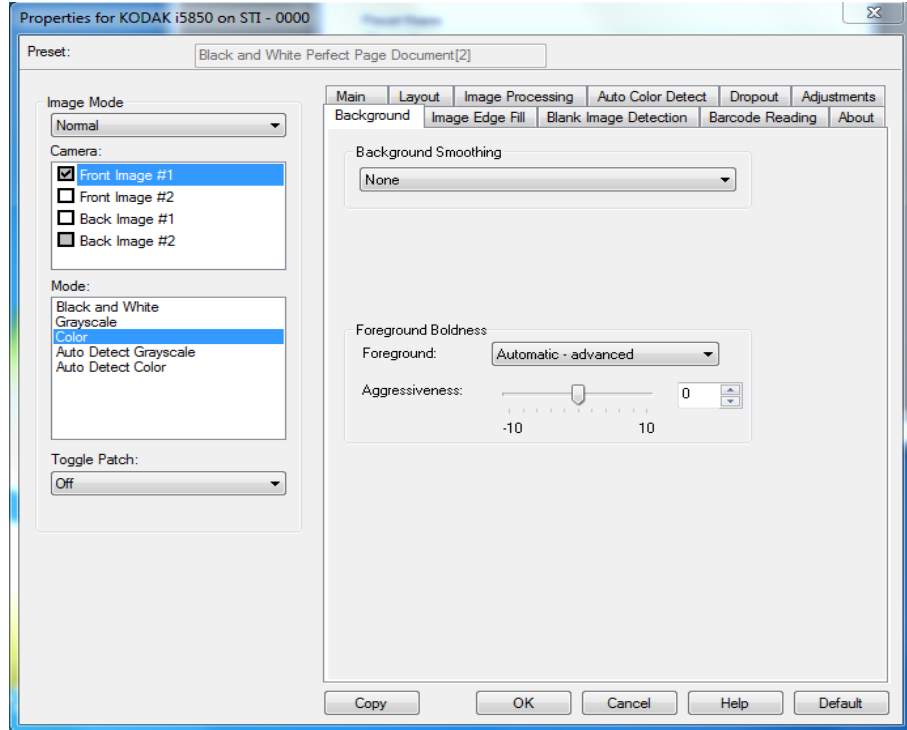 Properties for KODAK i5850 on STI - 0000
Preset:
Black and White Perfect Page Document[2]
Image Mode
Normal
Camera:
Front Image #1
Front Image #2
Back Image #1
Back Image #2
Mode:
Black and White
Grayscale
Color
Auto Detect Grayscale
Auto Detect Color
Toggle Patch:
Off
Main Layout Image Processing Auto Color Detect Dropout Adjustments
Background Image Edge Fill Blank Image Detection Barcode Reading About
Background Smoothing
None
Foreground Boldness
Foreground: Automatic - advanced
Aggressiveness: 0
-10 10
Copy OK Cancel Help Default